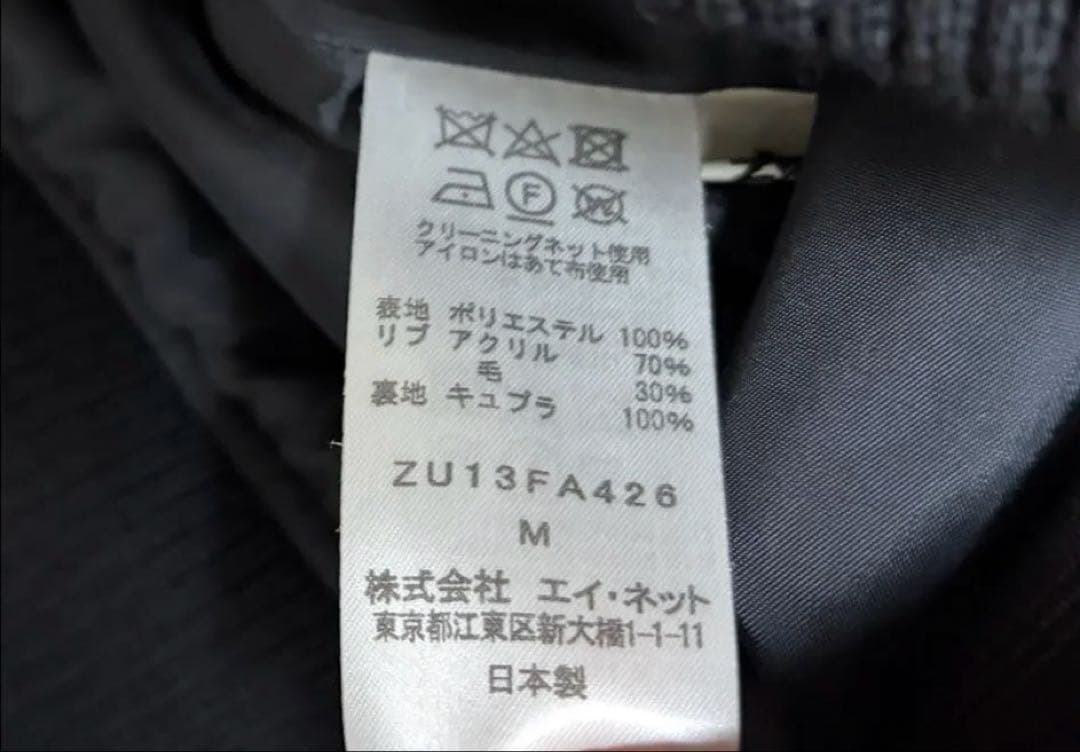 F
W
クリーニングネット使用
アイロンはあて布使用
表地 ポリエステル 100%
リブ アクリル 70%
毛 30%
裏地 キュプラ 100%
ZU13FA426
M
株式会社 エイ・ネット
東京都江東区新大橋1-1-11
日本製